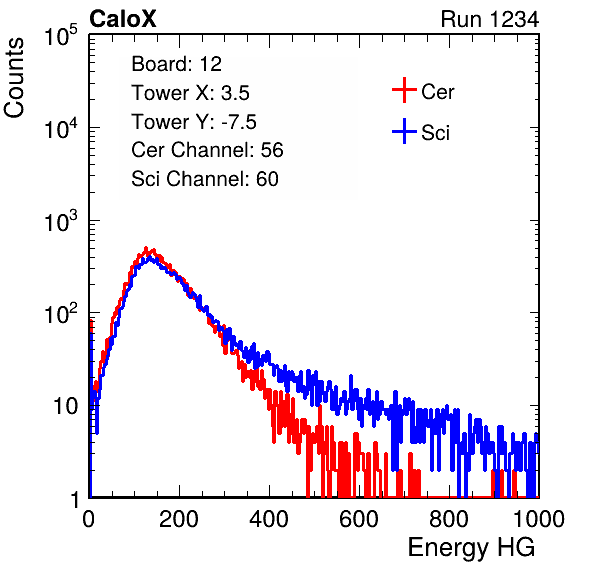 CaloX Run 1234
Counts
10^5
10^4
10^3
10^2
10
1
Board: 12
Tower X: 3.5
Tower Y: -7.5
Cer Channel: 56
Sci Channel: 60
Cer
Sci
0 200 400 600 800 1000
Energy HG